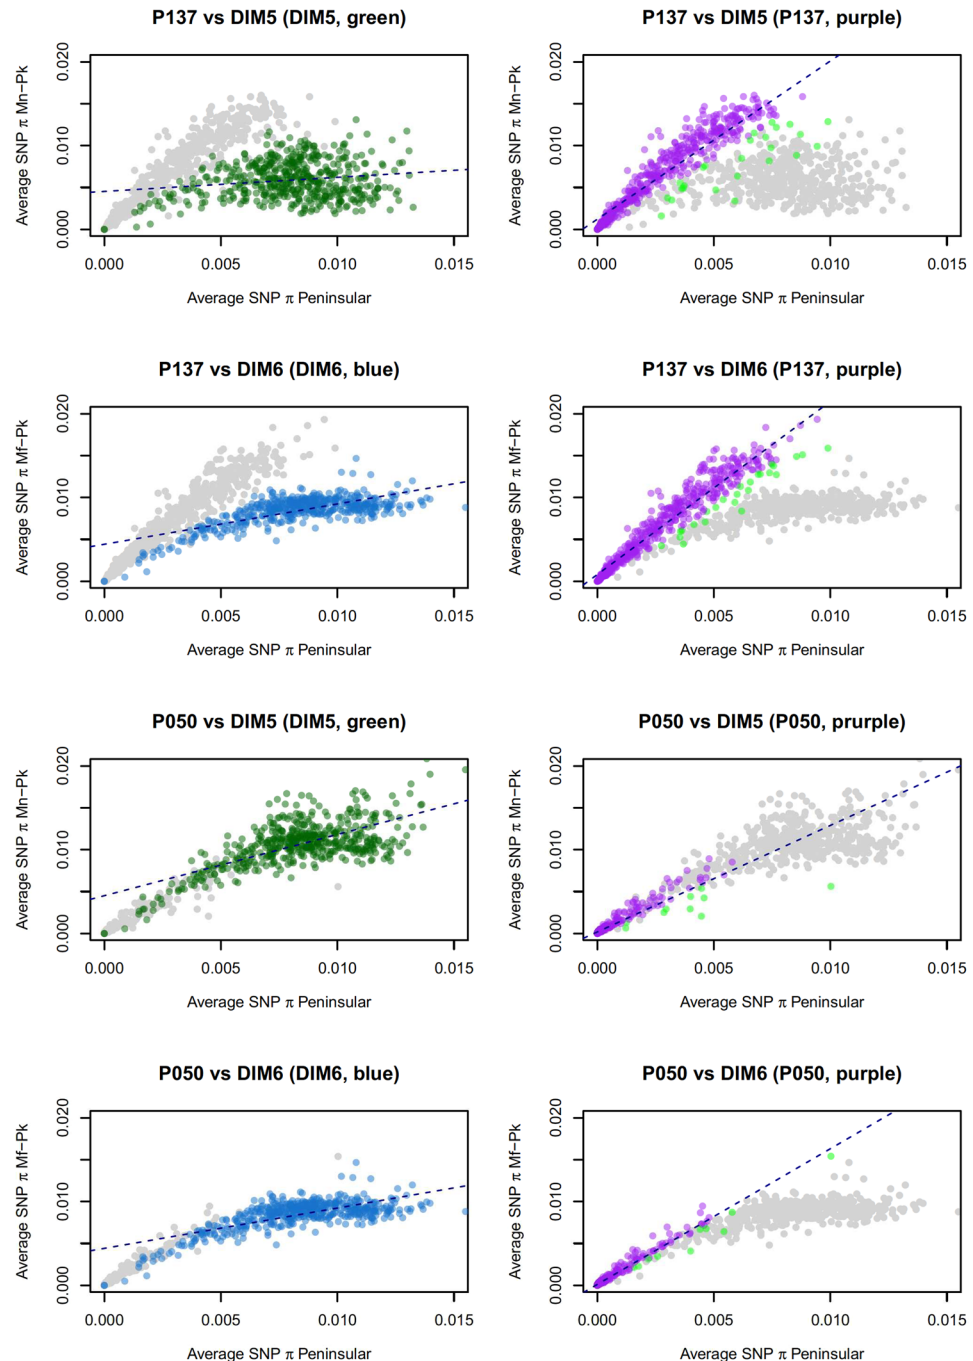 P137 vs DIM5 (DIM5, green)
Average SNP π Mn−Pk
0.000 0.010 0.020
0.000 0.005 0.010 0.015
Average SNP π Peninsular
P137 vs DIM5 (P137, purple)
Average SNP π Mn−Pk
0.000 0.010 0.020
0.000 0.005 0.010 0.015
Average SNP π Peninsular
P137 vs DIM6 (DIM6, blue)
Average SNP π Mf−Pk
0.000 0.010 0.020
0.000 0.005 0.010 0.015
Average SNP π Peninsular
P137 vs DIM6 (P137, purple)
Average SNP π Mf−Pk
0.000 0.010 0.020
0.000 0.005 0.010 0.015
Average SNP π Peninsular
P050 vs DIM5 (DIM5, green)
Average SNP π Mn−Pk
0.000 0.010 0.020
0.000 0.005 0.010 0.015
Average SNP π Peninsular
P050 vs DIM5 (P050, prurple)
Average SNP π Mn−Pk
0.000 0.010 0.020
0.000 0.005 0.010 0.015
Average SNP π Peninsular
P050 vs DIM6 (DIM6, blue)
Average SNP π Mf−Pk
0.000 0.010 0.020
0.000 0.005 0.010 0.015
Average SNP π Peninsular
P050 vs DIM6 (P050, purple)
Average SNP π Mf−Pk
0.000 0.010 0.020
0.000 0.005 0.010 0.015
Average SNP π Peninsular